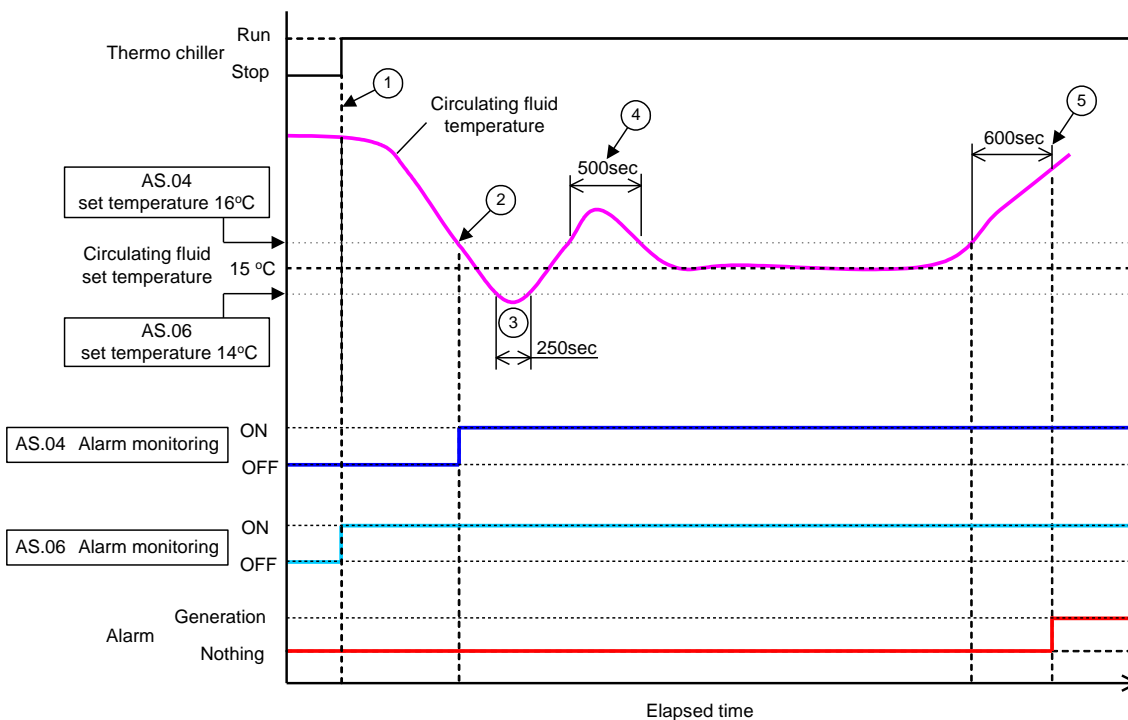 Run
Thermo chiller
Stop
1
Circulating fluid
temperature
4
500sec
5
600sec
AS.04
set temperature 16ºC
2
Circulating fluid
set temperature
15 ºC
AS.06
set temperature 14ºC
3
250sec
AS.04 Alarm monitoring
ON
OFF
AS.06 Alarm monitoring
ON
OFF
Alarm
Generation
Nothing
Elapsed time